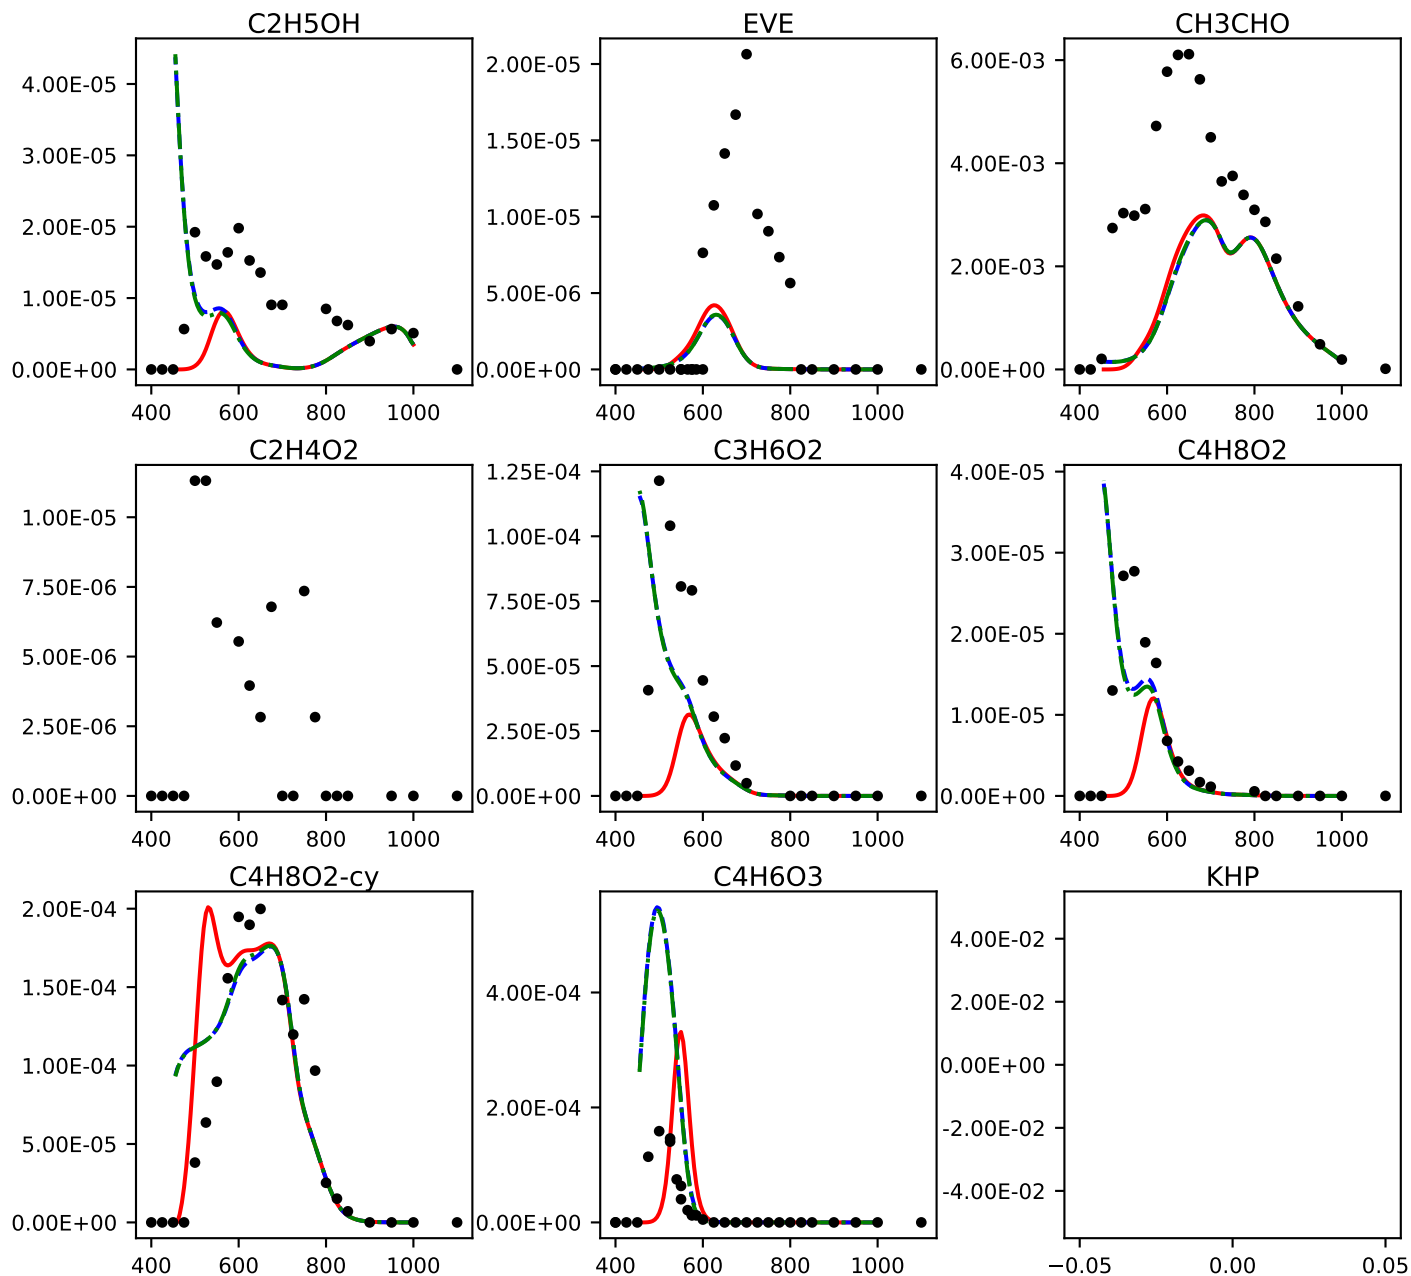 C2H5OH
4.00E-05
3.00E-05
2.00E-05
1.00E-05
0.00E+00
400 600 800 1000
EVE
2.00E-05
1.50E-05
1.00E-05
5.00E-06
0.00E+00
400 600 800 1000
CH3CHO
6.00E-03
4.00E-03
2.00E-03
0.00E+00
400 600 800 1000
C2H4O2
1.00E-05
7.50E-06
5.00E-06
2.50E-06
0.00E+00
400 600 800 1000
C3H6O2
1.25E-04
1.00E-04
7.50E-05
5.00E-05
2.50E-05
0.00E+00
400 600 800 1000
C4H8O2
4.00E-05
3.00E-05
2.00E-05
1.00E-05
0.00E+00
400 600 800 1000
C4H8O2-cy
2.00E-04
1.50E-04
1.00E-04
5.00E-05
0.00E+00
400 600 800 1000
C4H6O3
4.00E-04
2.00E-04
0.00E+00
400 600 800 1000
KHP
4.00E-02
2.00E-02
0.00E+00
-2.00E-02
-4.00E-02
−0.05 0.00 0.05